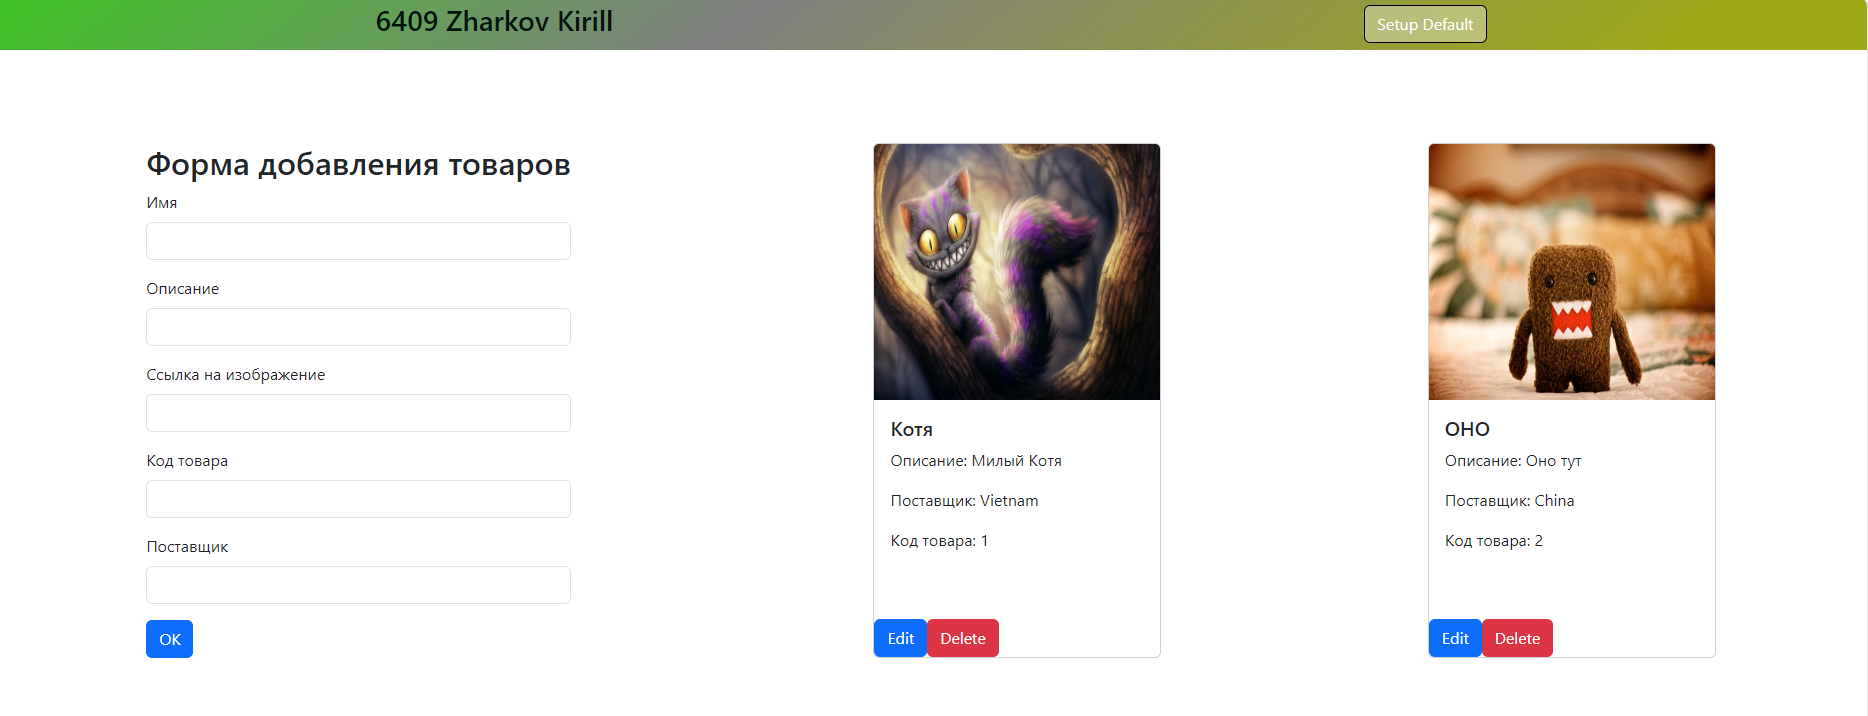 6409 Zharkov Kirill
Setup Default
Форма добавления товаров
Имя
Описание
Ссылка на изображение
Код товара
Поставщик
OK
Котя
Описание: Милый Котя
Поставщик: Vietnam
Код товара: 1
Edit
Delete
ОНО
Описание: Оно тут
Поставщик: China
Код товара: 2
Edit
Delete